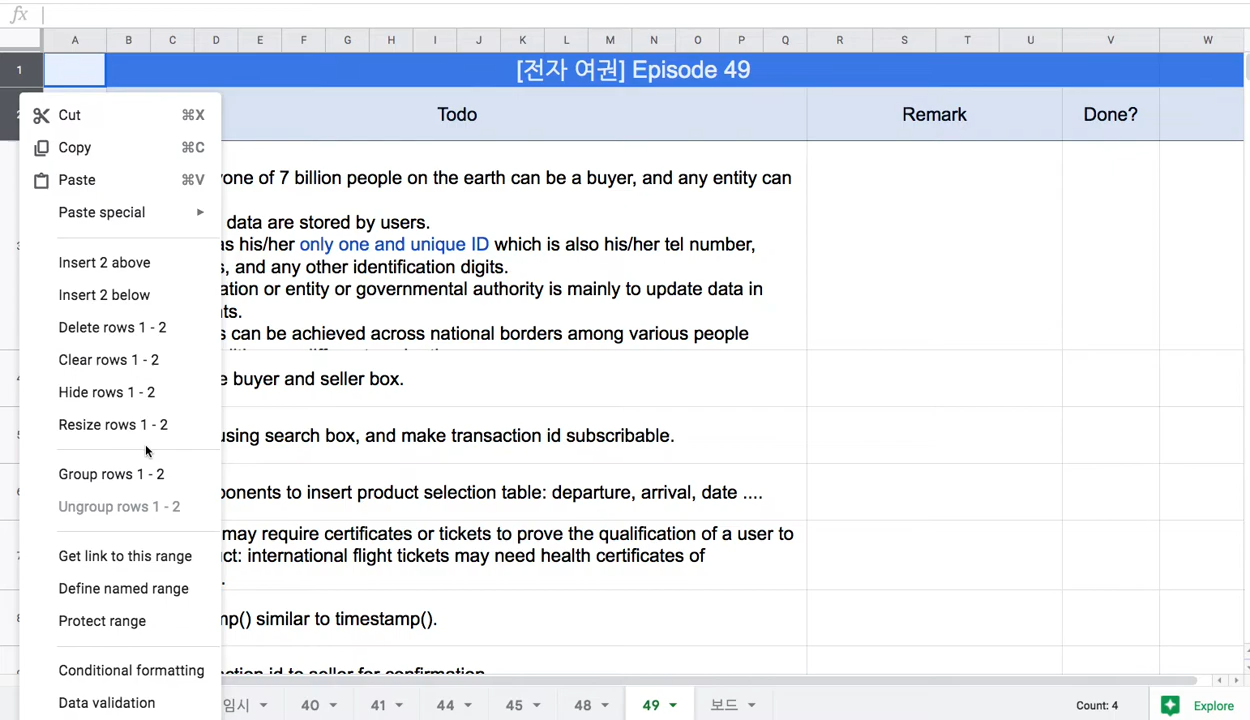 fx
A B C D E F G H I J K L M N O P Q R S T U V W
1 [전자 여권] Episode 49
Todo Remark Done?
Cut ⌘X
Copy ⌘C
Paste ⌘V
Paste special
Insert 2 above
Insert 2 below
Delete rows 1 - 2
Clear rows 1 - 2
Hide rows 1 - 2
Resize rows 1 - 2
Group rows 1 - 2
Ungroup rows 1 - 2
Get link to this range
Define named range
Protect range
Conditional formatting
Data validation
one of 7 billion people on the earth can be a buyer, and any entity can
data are stored by users.
his/her only one and unique ID which is also his/her tel number,
, and any other identification digits.
or entity or governmental authority is mainly to update data in
can be achieved across national borders among various people
buyer and seller box.
using search box, and make transaction id subscribable.
to insert product selection table: departure, arrival, date ....
may require certificates or tickets to prove the qualification of a user to
: international flight tickets may need health certificates of
() similar to timestamp().
id to seller for confirmation.
임시 40 41 44 45 48 49 보드 Count: 4 Explore